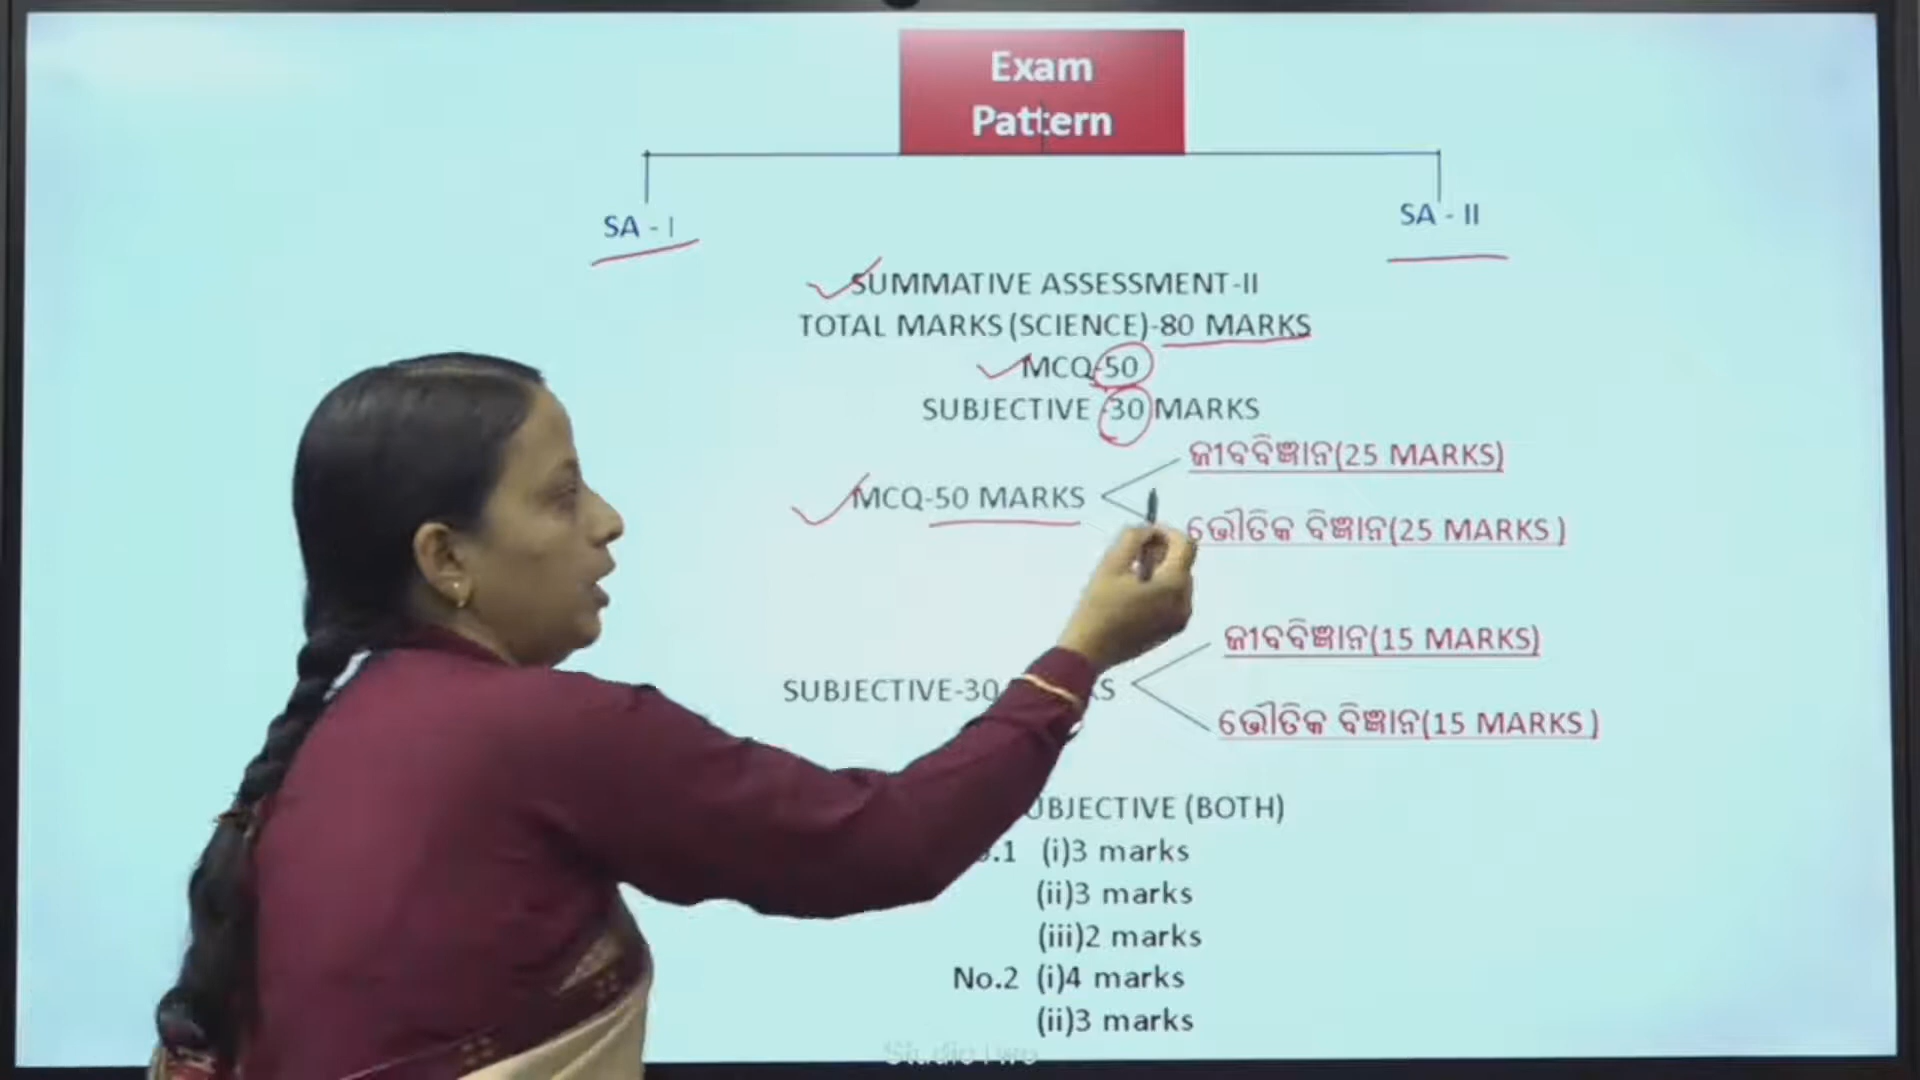 Exam
Pattern
SA - I
SA - II
SUMMATIVE ASSESSMENT-II
TOTAL MARKS (SCIENCE)-80 MARKS
MCQ-50
SUBJECTIVE -30 MARKS
ଜୀବବିଜ୍ଞାନ(25 MARKS)
MCQ-50 MARKS
ଭୌତିକ ବିଜ୍ଞାନ(25 MARKS )
ଜୀବବିଜ୍ଞାନ(15 MARKS)
SUBJECTIVE-30
ଭୌତିକ ବିଜ୍ଞାନ(15 MARKS )
(BOTH)
(i)3 marks
(ii)3 marks
(iii)2 marks
No.2 (i)4 marks
(ii)3 marks